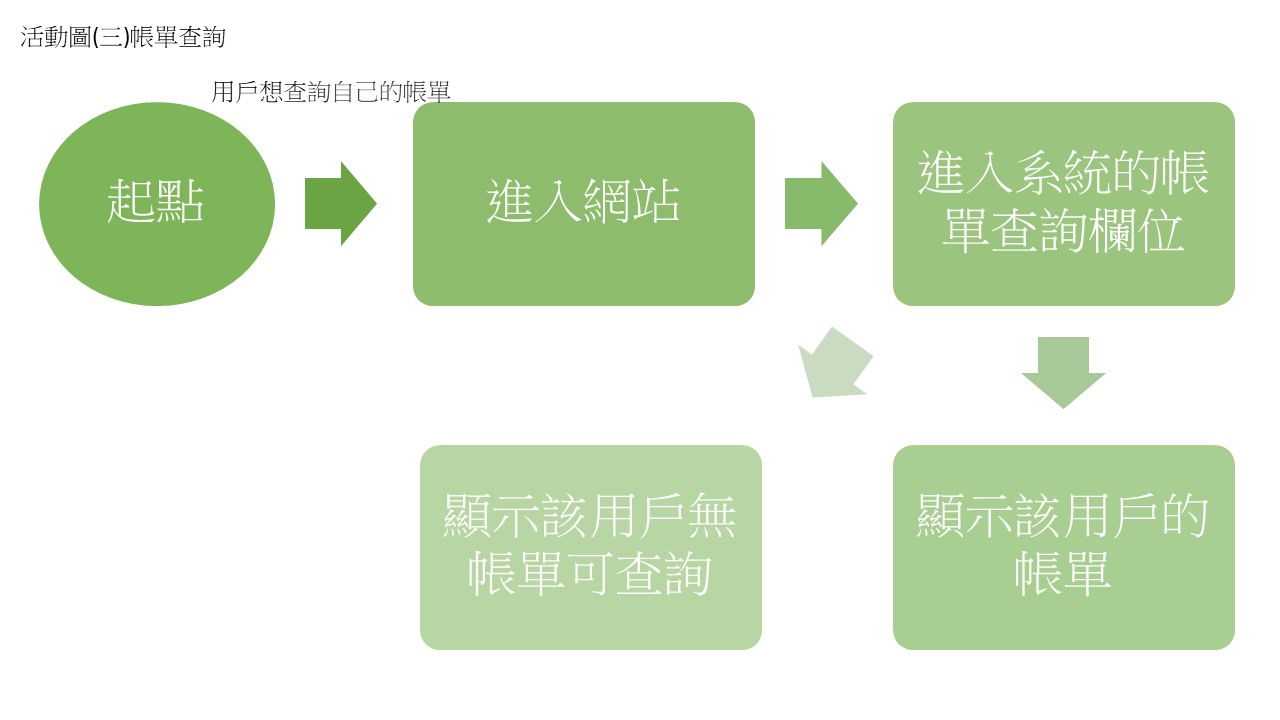 活動圖(三)帳單查詢
用戶想查詢自己的帳單
起點
進入網站
進入系統的帳
單查詢欄位
顯示該用戶無
帳單可查詢
顯示該用戶的
帳單